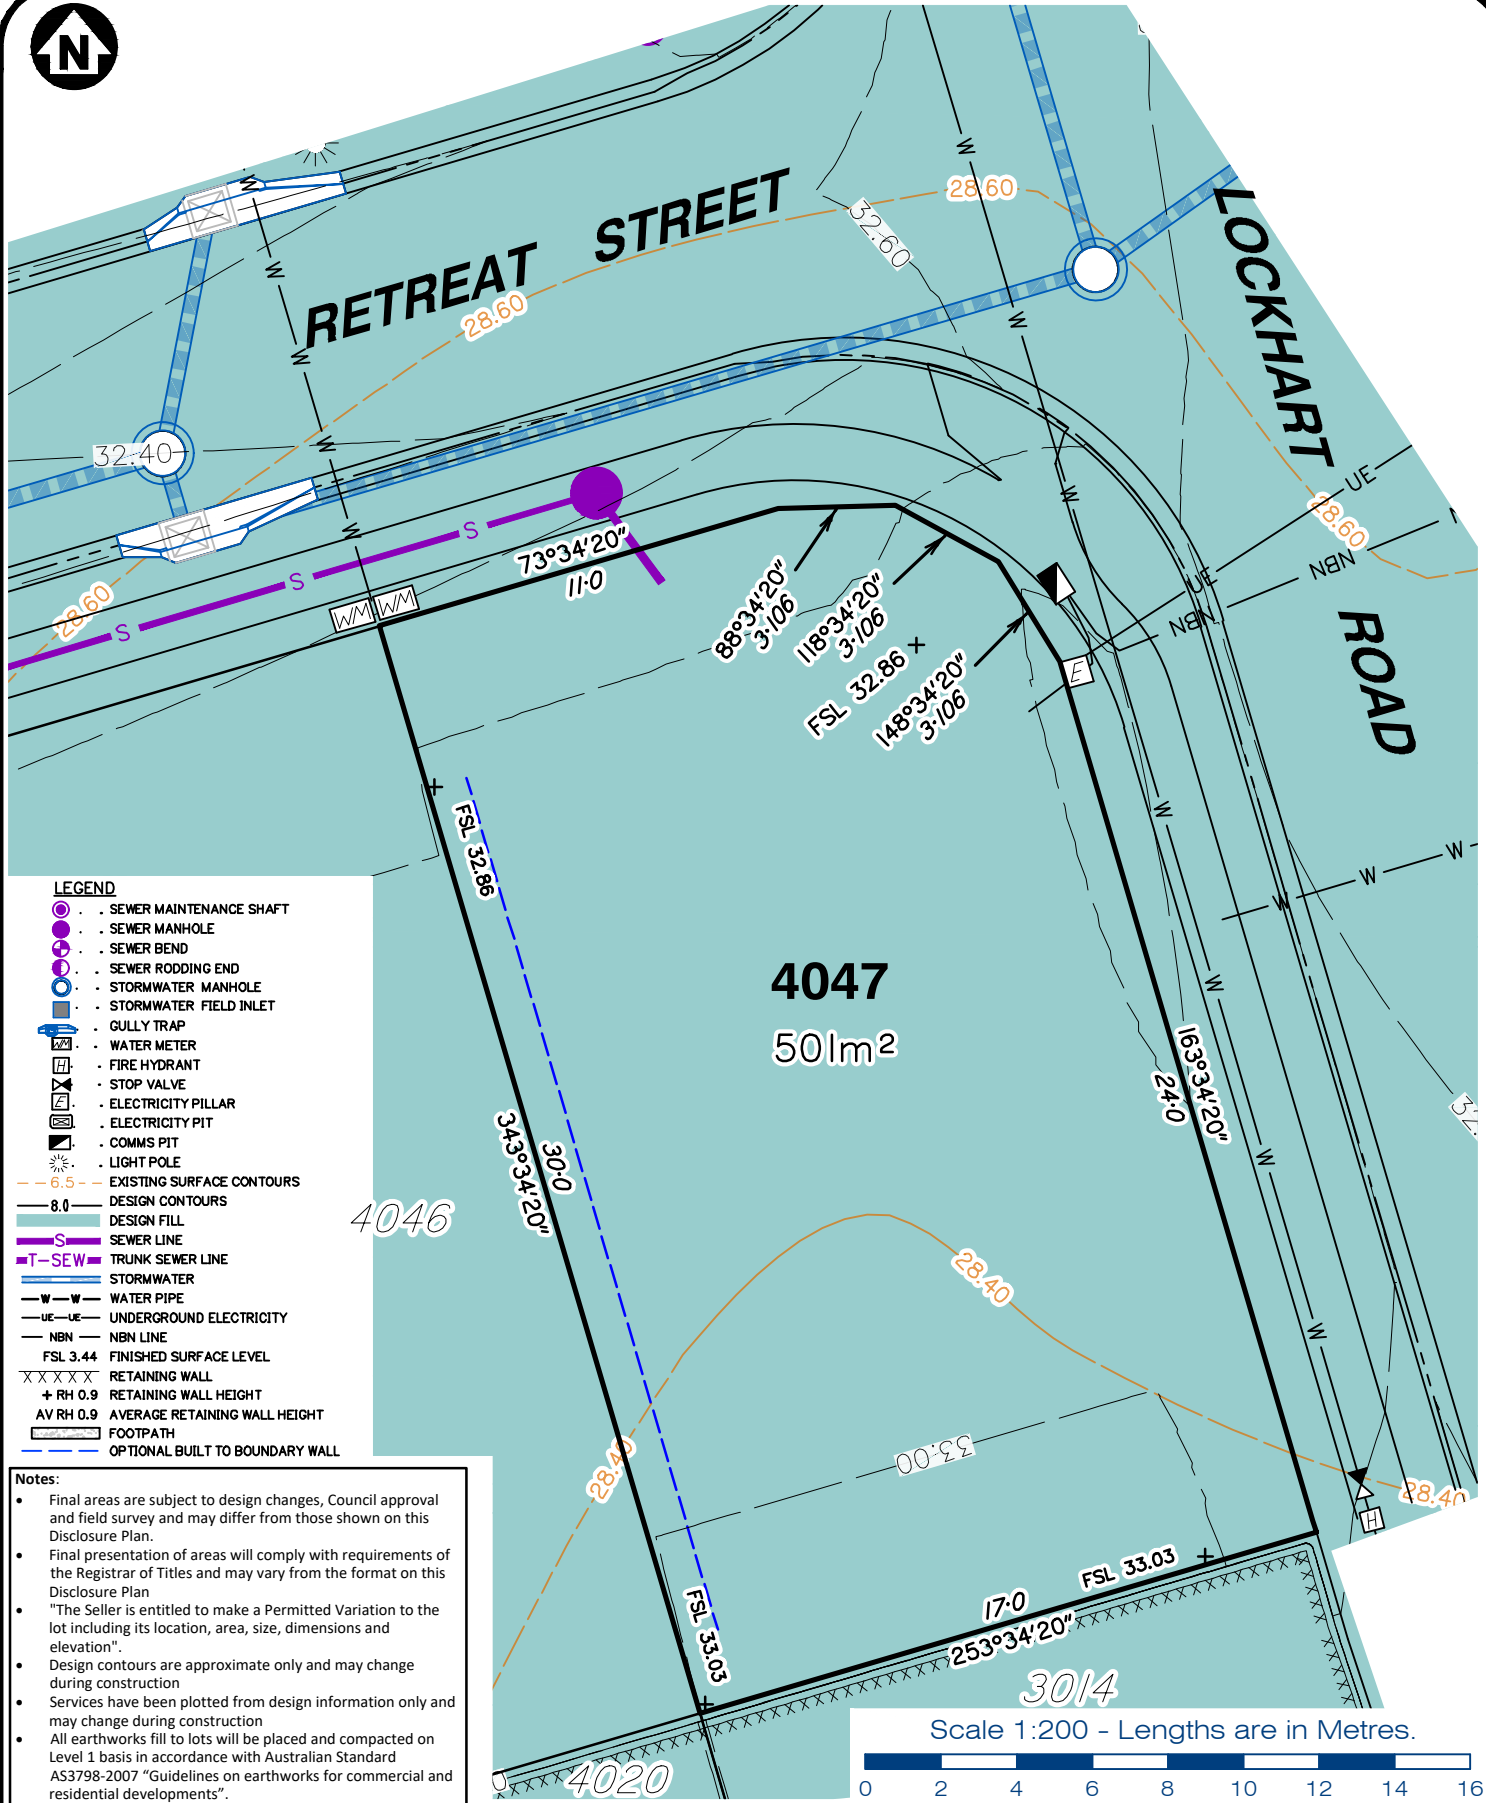 N
RETREAT STREET
LOCKHART ROAD
28.60
28.60
28.60
28.60
32.60
32.40
W
W
W
W
W
W
W
W
S
S
S
WM
WM
73°34'20"
11·0
88°34'20"
3·106
118°34'20"
3·106
148°34'20"
3·106
FSL 32.86
UE
UE
NBN
NBN
E
FSL 32.86
W
W
W
W
W
W
W
4047
501m²
163°34'20"
24·0
343°34'20"
30·0
4046
28.40
28.40
28.40
33.00
H
FSL 33.03
FSL 33.03
17·0
253°34'20"
3014
4020
LEGEND
SEWER MAINTENANCE SHAFT
SEWER MANHOLE
SEWER BEND
SEWER RODDING END
STORMWATER MANHOLE
STORMWATER FIELD INLET
GULLY TRAP
WM WATER METER
H FIRE HYDRANT
STOP VALVE
E ELECTRICITY PILLAR
ELECTRICITY PIT
COMMS PIT
LIGHT POLE
6.5 EXISTING SURFACE CONTOURS
8.0 DESIGN CONTOURS
DESIGN FILL
S SEWER LINE
T-SEW TRUNK SEWER LINE
STORMWATER
W W WATER PIPE
UE UE UNDERGROUND ELECTRICITY
NBN NBN LINE
FSL 3.44 FINISHED SURFACE LEVEL
X X X X X RETAINING WALL
+ RH 0.9 RETAINING WALL HEIGHT
AV RH 0.9 AVERAGE RETAINING WALL HEIGHT
FOOTPATH
OPTIONAL BUILT TO BOUNDARY WALL
Notes:
• Final areas are subject to design changes, Council approval
and field survey and may differ from those shown on this
Disclosure Plan.
• Final presentation of areas will comply with requirements of
the Registrar of Titles and may vary from the format on this
Disclosure Plan
• "The Seller is entitled to make a Permitted Variation to the
lot including its location, area, size, dimensions and
elevation".
• Design contours are approximate only and may change
during construction
• Services have been plotted from design information only and
may change during construction
• All earthworks fill to lots will be placed and compacted on
Level 1 basis in accordance with Australian Standard
AS3798-2007 “Guidelines on earthworks for commercial and
residential developments”.
Scale 1:200 - Lengths are in Metres.
0 2 4 6 8 10 12 14 16